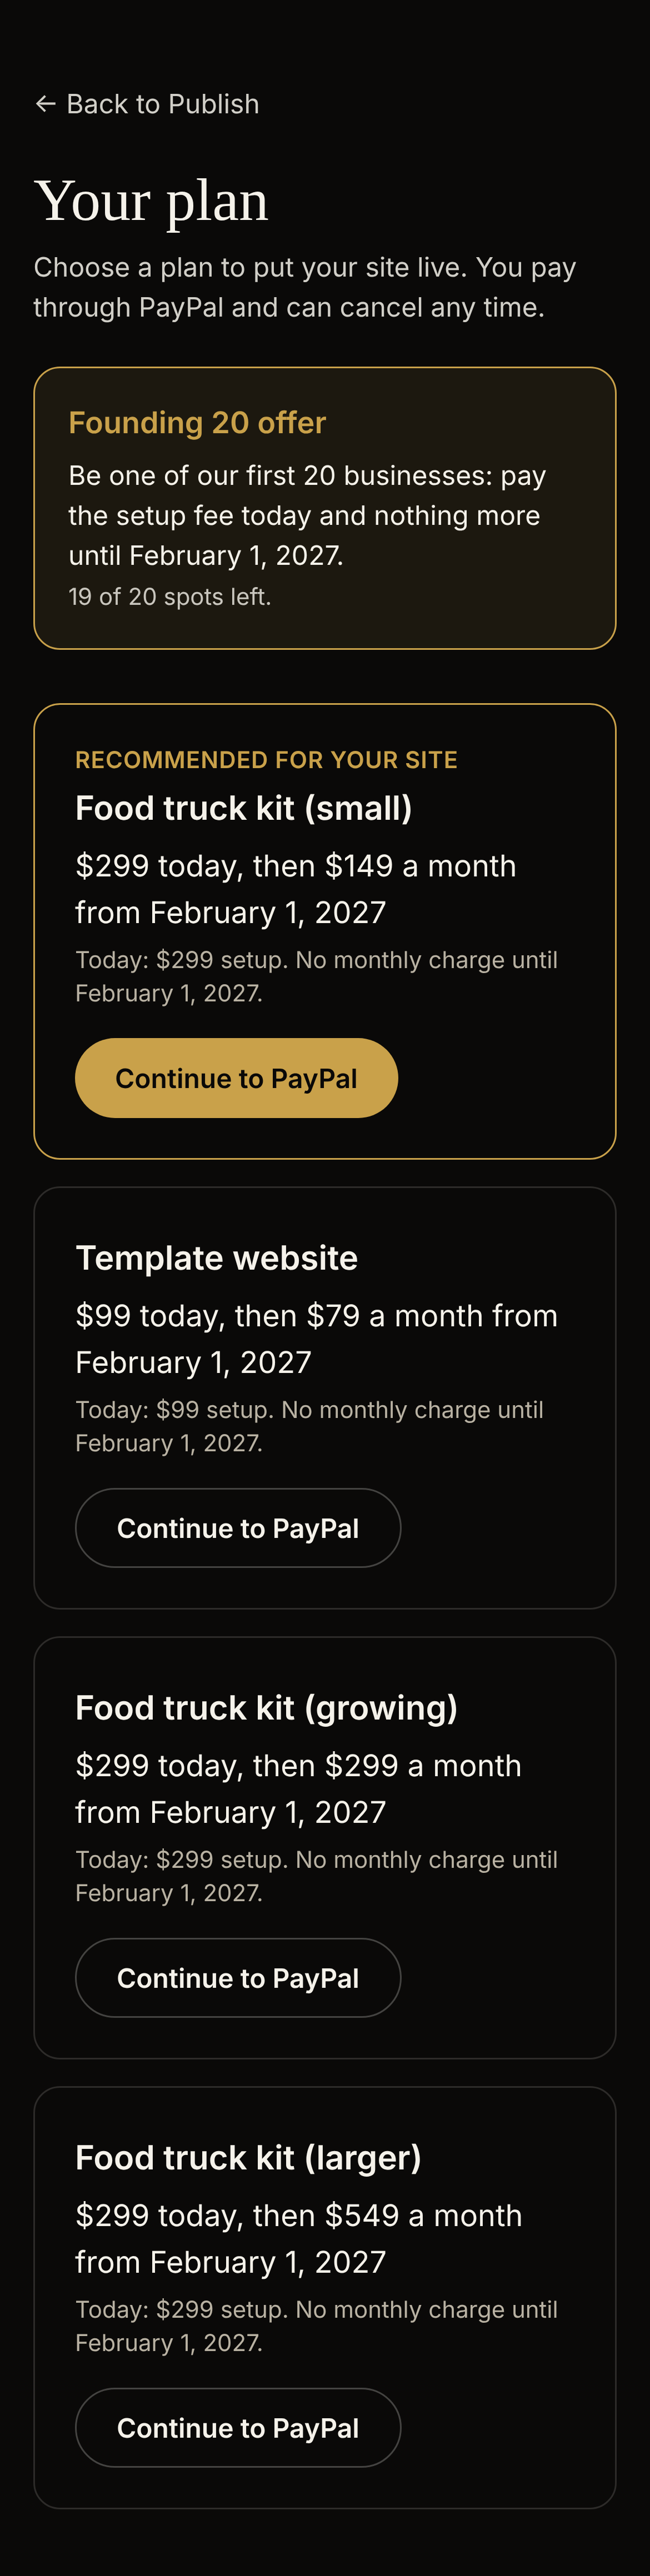 ← Back to Publish
Your plan
Choose a plan to put your site live. You pay
through PayPal and can cancel any time.
Founding 20 offer
Be one of our first 20 businesses: pay
the setup fee today and nothing more
until February 1, 2027.
19 of 20 spots left.
RECOMMENDED FOR YOUR SITE
Food truck kit (small)
$299 today, then $149 a month
from February 1, 2027
Today: $299 setup. No monthly charge until
February 1, 2027.
Continue to PayPal
Template website
$99 today, then $79 a month from
February 1, 2027
Today: $99 setup. No monthly charge until
February 1, 2027.
Continue to PayPal
Food truck kit (growing)
$299 today, then $299 a month
from February 1, 2027
Today: $299 setup. No monthly charge until
February 1, 2027.
Continue to PayPal
Food truck kit (larger)
$299 today, then $549 a month
from February 1, 2027
Today: $299 setup. No monthly charge until
February 1, 2027.
Continue to PayPal